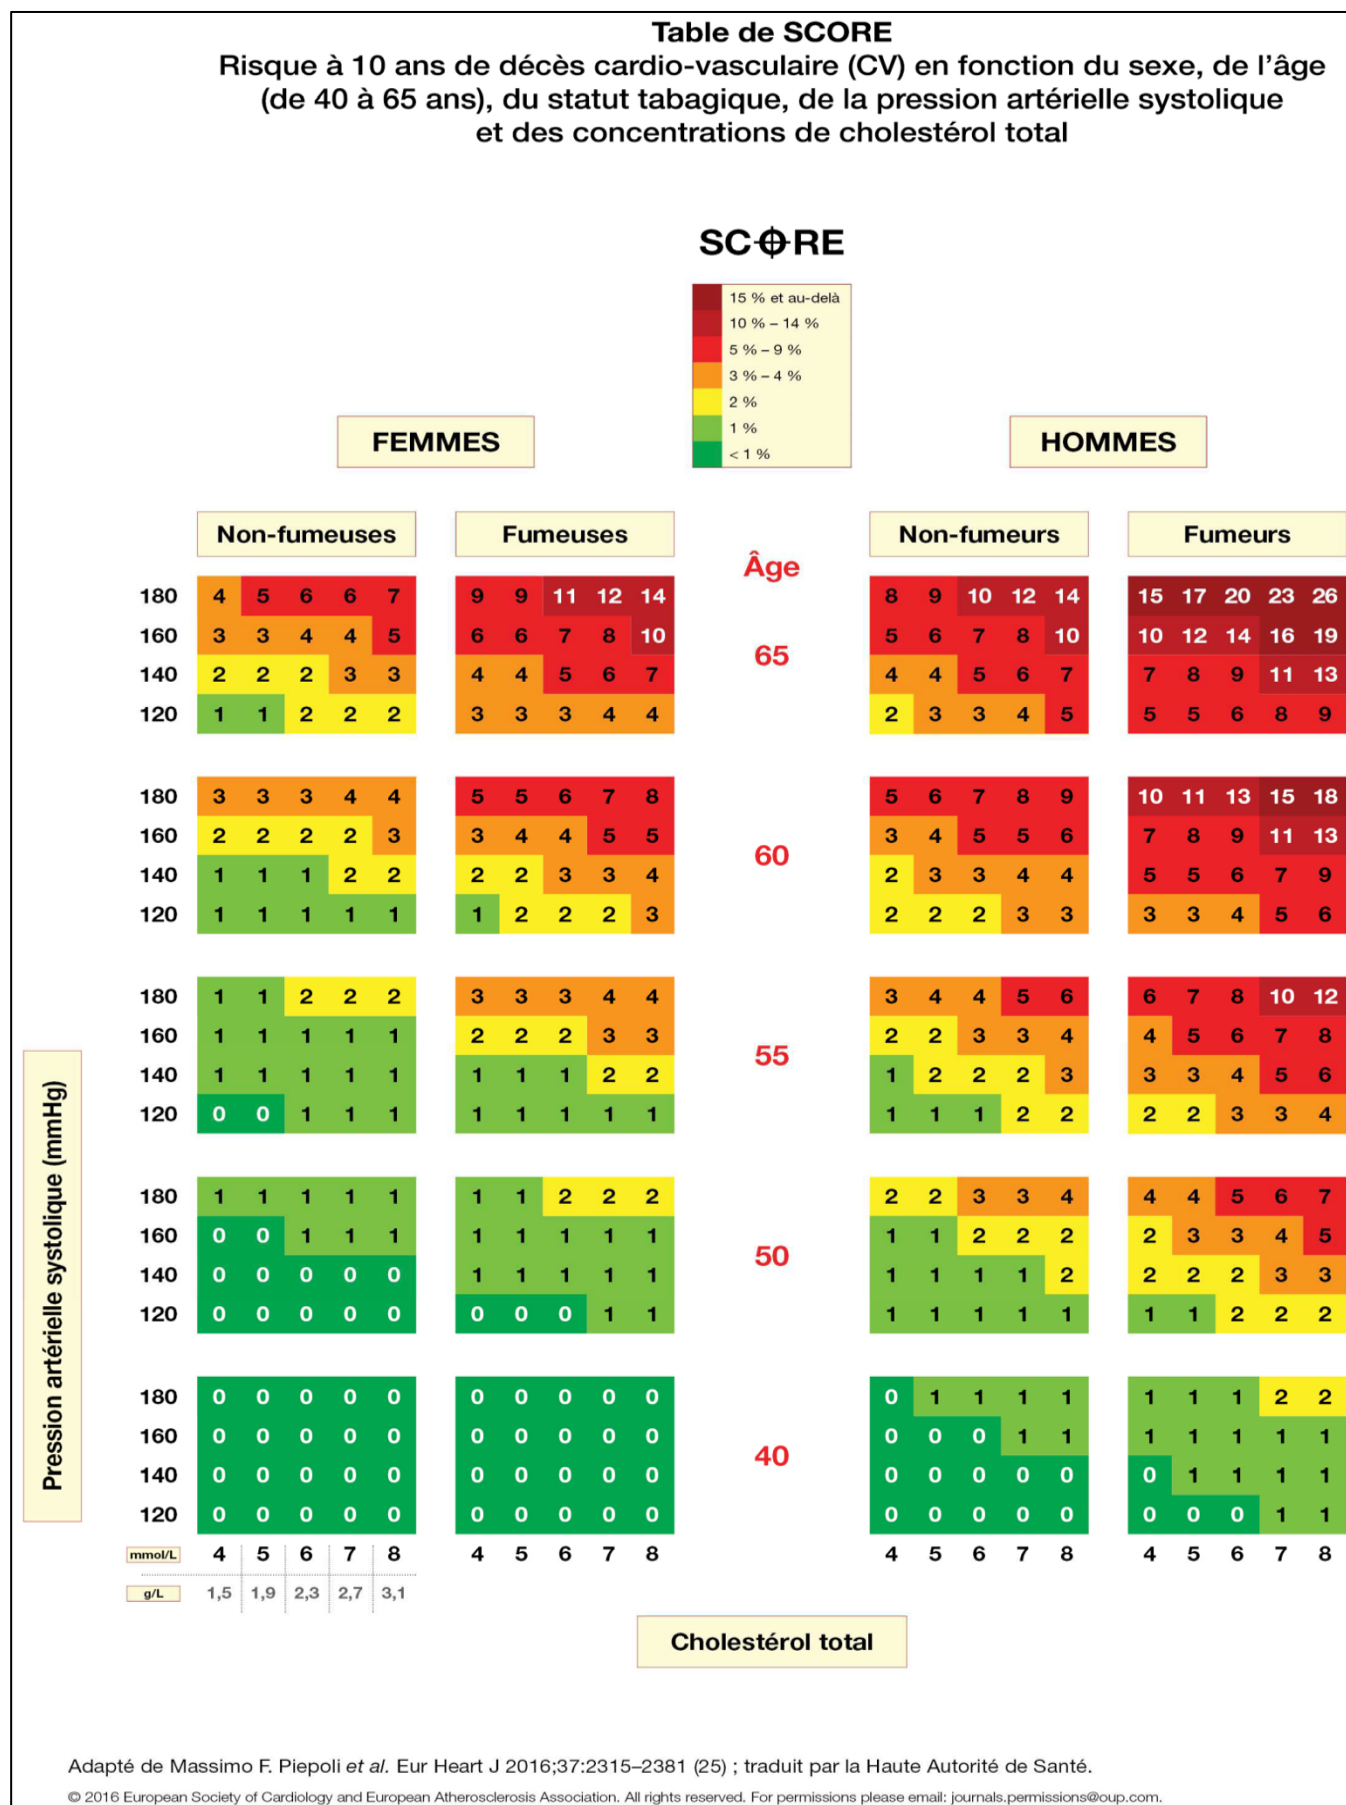 Table de SCORE
Risque à 10 ans de décès cardio-vasculaire (CV) en fonction du sexe, de l'âge
(de 40 à 65 ans), du statut tabagique, de la pression artérielle systolique
et des concentrations de cholestérol total
SCORE
15 % et au-delà
10 % – 14 %
5 % – 9 %
3 % – 4 %
2 %
1 %
< 1 %
FEMMES
HOMMES
Non-fumeuses Fumeuses Non-fumeurs Fumeurs
Âge
180 4 5 6 6 7 9 9 11 12 14 8 9 10 12 14 15 17 20 23 26
160 3 3 4 4 5 6 6 7 8 10 5 6 7 8 10 10 12 14 16 19
65
140 2 2 2 3 3 4 4 5 6 7 4 4 5 6 7 7 8 9 11 13
120 1 1 2 2 2 3 3 3 4 4 2 3 3 4 5 5 5 6 8 9
180 3 3 3 4 4 5 5 6 7 8 5 6 7 8 9 10 11 13 15 18
160 2 2 2 2 3 3 4 4 5 5 3 4 5 5 6 7 8 9 11 13
60
140 1 1 1 2 2 2 2 3 3 4 2 3 3 4 4 5 5 6 7 9
120 1 1 1 1 1 1 2 2 2 3 2 2 2 3 3 3 3 4 5 6
180 1 1 2 2 2 3 3 3 4 4 3 4 4 5 6 6 7 8 10 12
160 1 1 1 1 1 2 2 2 3 3 2 2 3 3 4 4 5 6 7 8
55
140 1 1 1 1 1 1 1 1 2 2 1 2 2 2 3 3 3 4 5 6
120 0 0 1 1 1 1 1 1 1 1 1 1 1 2 2 2 2 3 3 4
180 1 1 1 1 1 1 1 2 2 2 2 2 3 3 4 4 4 5 6 7
160 0 0 1 1 1 1 1 1 1 1 1 1 2 2 2 2 3 3 4 5
50
140 0 0 0 0 0 1 1 1 1 1 1 1 1 1 2 2 2 2 3 3
120 0 0 0 0 0 0 0 0 1 1 1 1 1 1 1 1 1 2 2 2
180 0 0 0 0 0 0 0 0 0 0 0 1 1 1 1 1 1 1 2 2
160 0 0 0 0 0 0 0 0 0 0 0 0 0 1 1 1 1 1 1 1
40
140 0 0 0 0 0 0 0 0 0 0 0 0 0 0 0 0 1 1 1 1
120 0 0 0 0 0 0 0 0 0 0 0 0 0 0 0 0 0 0 1 1
Pression artérielle systolique (mmHg)
mmol/L 4 5 6 7 8 4 5 6 7 8 4 5 6 7 8 4 5 6 7 8
g/L 1,5 1,9 2,3 2,7 3,1
Cholestérol total
Adapté de Massimo F. Piepoli et al. Eur Heart J 2016;37:2315–2381 (25) ; traduit par la Haute Autorité de Santé.
© 2016 European Society of Cardiology and European Atherosclerosis Association. All rights reserved. For permissions please email: journals.permissions@oup.com.